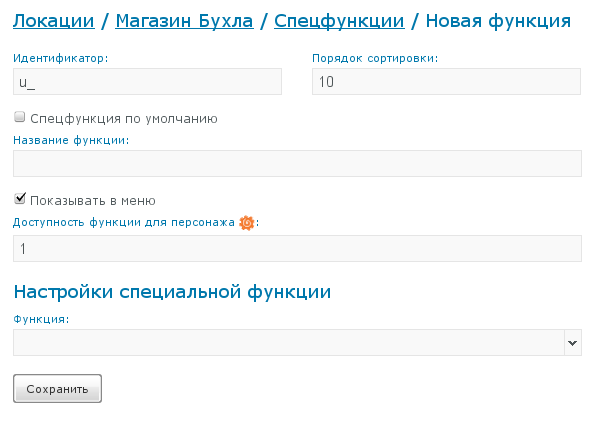 Локации / Магазин Бухла / Спецфункции / Новая функция
Идентификатор: Порядок сортировки:
u_ 10
Спецфункция по умолчанию
Название функции:
Показывать в меню
Доступность функции для персонажа :
1
Настройки специальной функции
Функция:
Сохранить